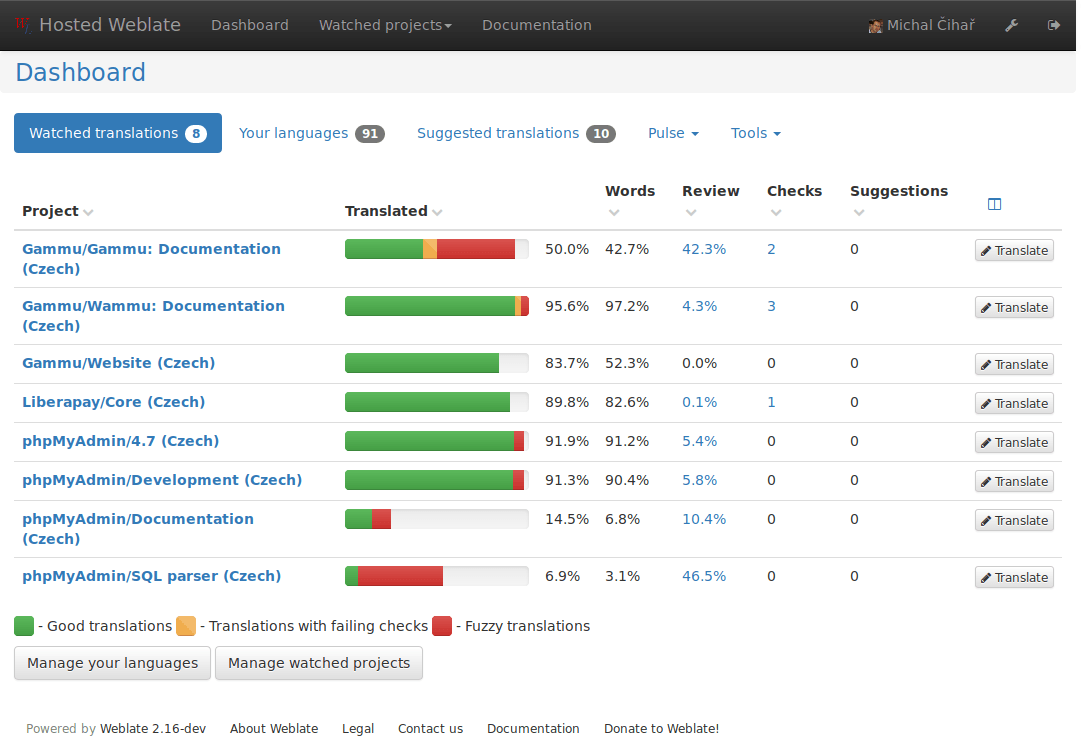 Hosted Weblate Dashboard Watched projects Documentation Michal Čihař
Dashboard
Watched translations 8 Your languages 91 Suggested translations 10 Pulse Tools
Project Translated Words Review Checks Suggestions
Gammu/Gammu: Documentation 50.0% 42.7% 42.3% 2 0 Translate
(Czech)
Gammu/Wammu: Documentation 95.6% 97.2% 4.3% 3 0 Translate
(Czech)
Gammu/Website (Czech) 83.7% 52.3% 0.0% 0 0 Translate
Liberapay/Core (Czech) 89.8% 82.6% 0.1% 1 0 Translate
phpMyAdmin/4.7 (Czech) 91.9% 91.2% 5.4% 0 0 Translate
phpMyAdmin/Development (Czech) 91.3% 90.4% 5.8% 0 0 Translate
phpMyAdmin/Documentation 14.5% 6.8% 10.4% 0 0 Translate
(Czech)
phpMyAdmin/SQL parser (Czech) 6.9% 3.1% 46.5% 0 0 Translate
- Good translations - Translations with failing checks - Fuzzy translations
Manage your languages Manage watched projects
Powered by Weblate 2.16-dev About Weblate Legal Contact us Documentation Donate to Weblate!